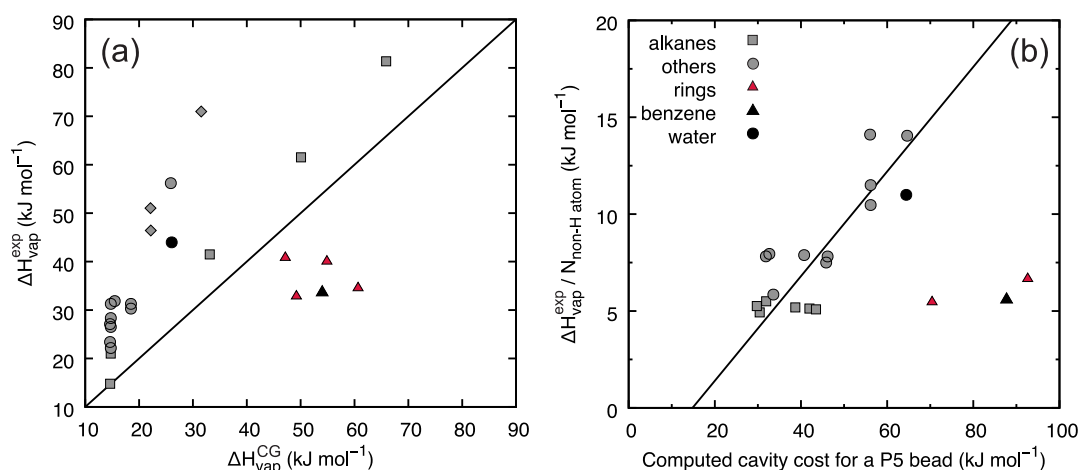 (a)
90
80
70
60
50
40
30
20
10
10 20 30 40 50 60 70 80 90
ΔH_vap^exp (kJ mol⁻¹)
ΔH_vap^CG (kJ mol⁻¹)
(b)
alkanes
others
rings
benzene
water
20
15
10
5
0
0 20 40 60 80 100
ΔH_vap^exp / N_non-H atom (kJ mol⁻¹)
Computed cavity cost for a P5 bead (kJ mol⁻¹)